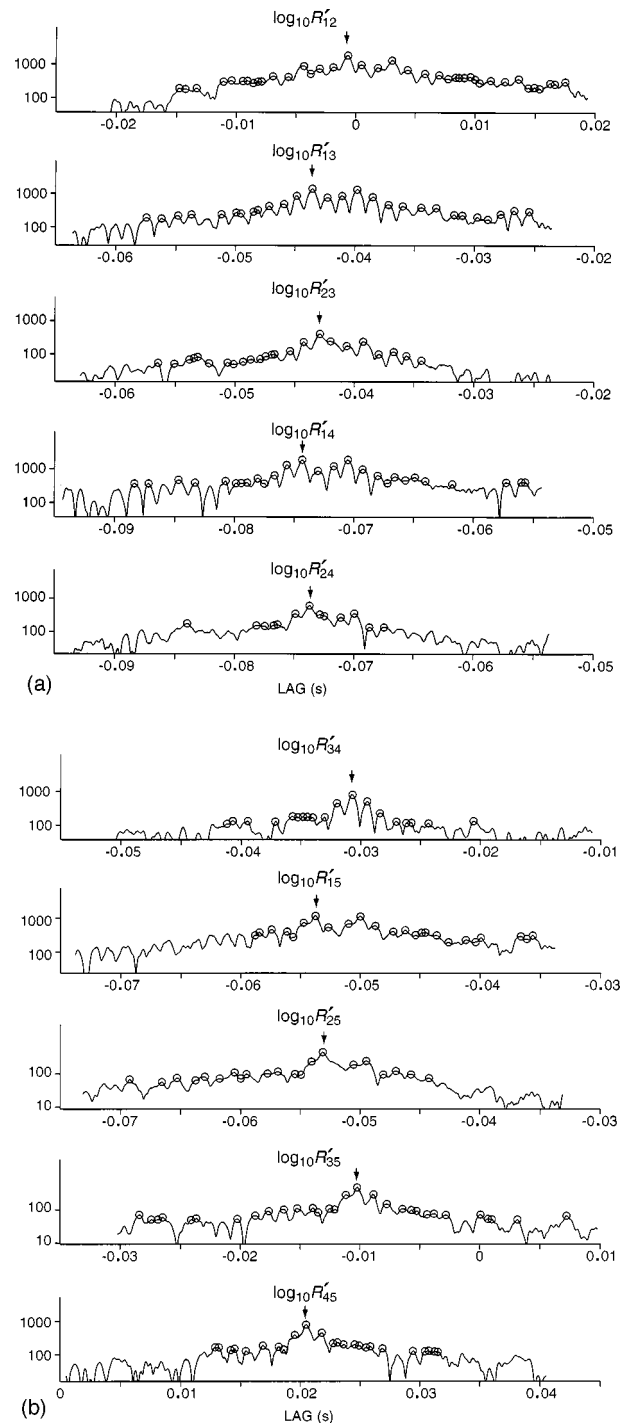 log10R′12
1000
100
-0.02 -0.01 0 0.01 0.02
log10R′13
1000
100
-0.06 -0.05 -0.04 -0.03 -0.02
log10R′23
1000
100
-0.06 -0.05 -0.04 -0.03 -0.02
log10R′14
1000
100
-0.09 -0.08 -0.07 -0.06 -0.05
log10R′24
1000
100
-0.09 -0.08 -0.07 -0.06 -0.05
(a) LAG (s)
log10R′34
1000
100
-0.05 -0.04 -0.03 -0.02 -0.01
log10R′15
1000
100
-0.07 -0.06 -0.05 -0.04 -0.03
log10R′25
100
10
-0.07 -0.06 -0.05 -0.04 -0.03
log10R′35
100
10
-0.03 -0.02 -0.01 0 0.01
log10R′45
1000
100
0 0.01 0.02 0.03 0.04
(b) LAG (s)